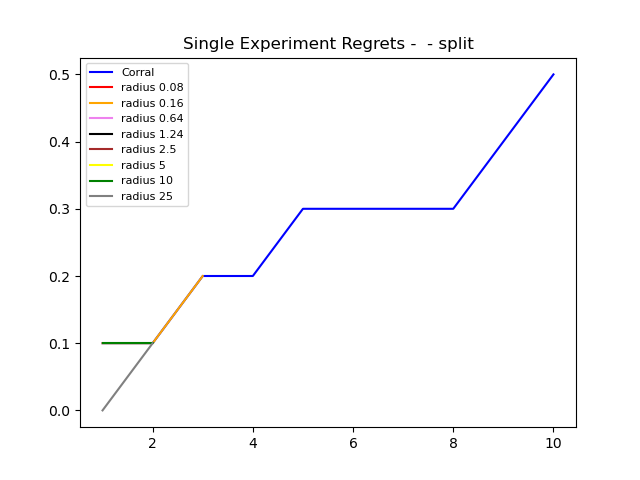 Single Experiment Regrets -  - split
Corral
radius 0.08
radius 0.16
radius 0.64
radius 1.24
radius 2.5
radius 5
radius 10
radius 25
0.5
0.4
0.3
0.2
0.1
0.0
2 4 6 8 10